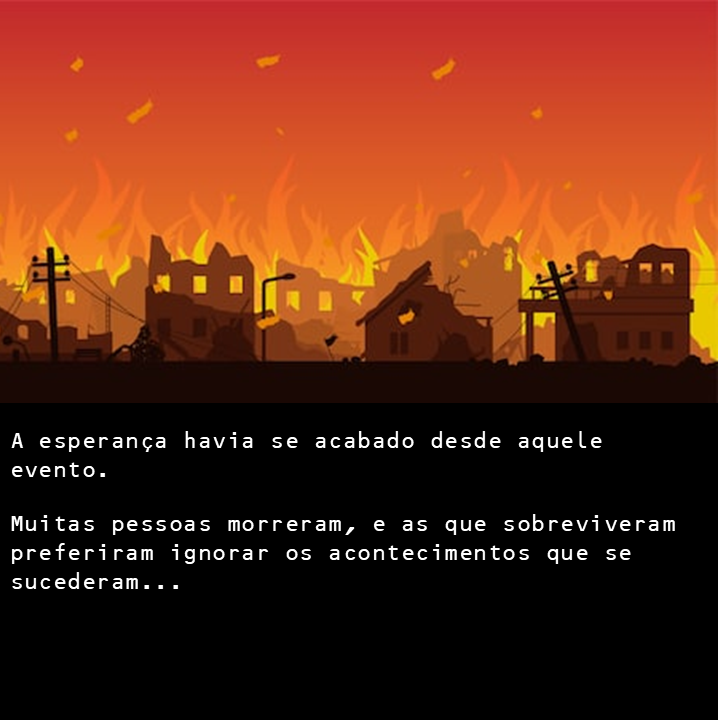 A esperança havia se acabado desde aquele
evento.
Muitas pessoas morreram, e as que sobreviveram
preferiram ignorar os acontecimentos que se
sucederam...